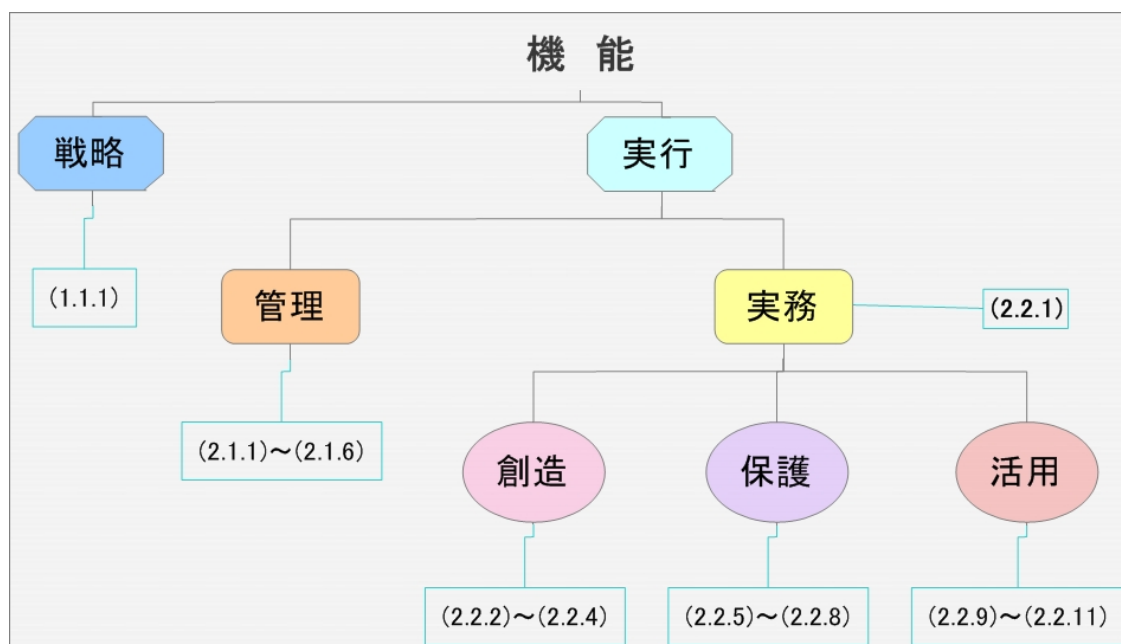 機 能
戦略
実行
(1.1.1)
管理
実務
(2.2.1)
(2.1.1)～(2.1.6)
創造
保護
活用
(2.2.2)～(2.2.4)
(2.2.5)～(2.2.8)
(2.2.9)～(2.2.11)